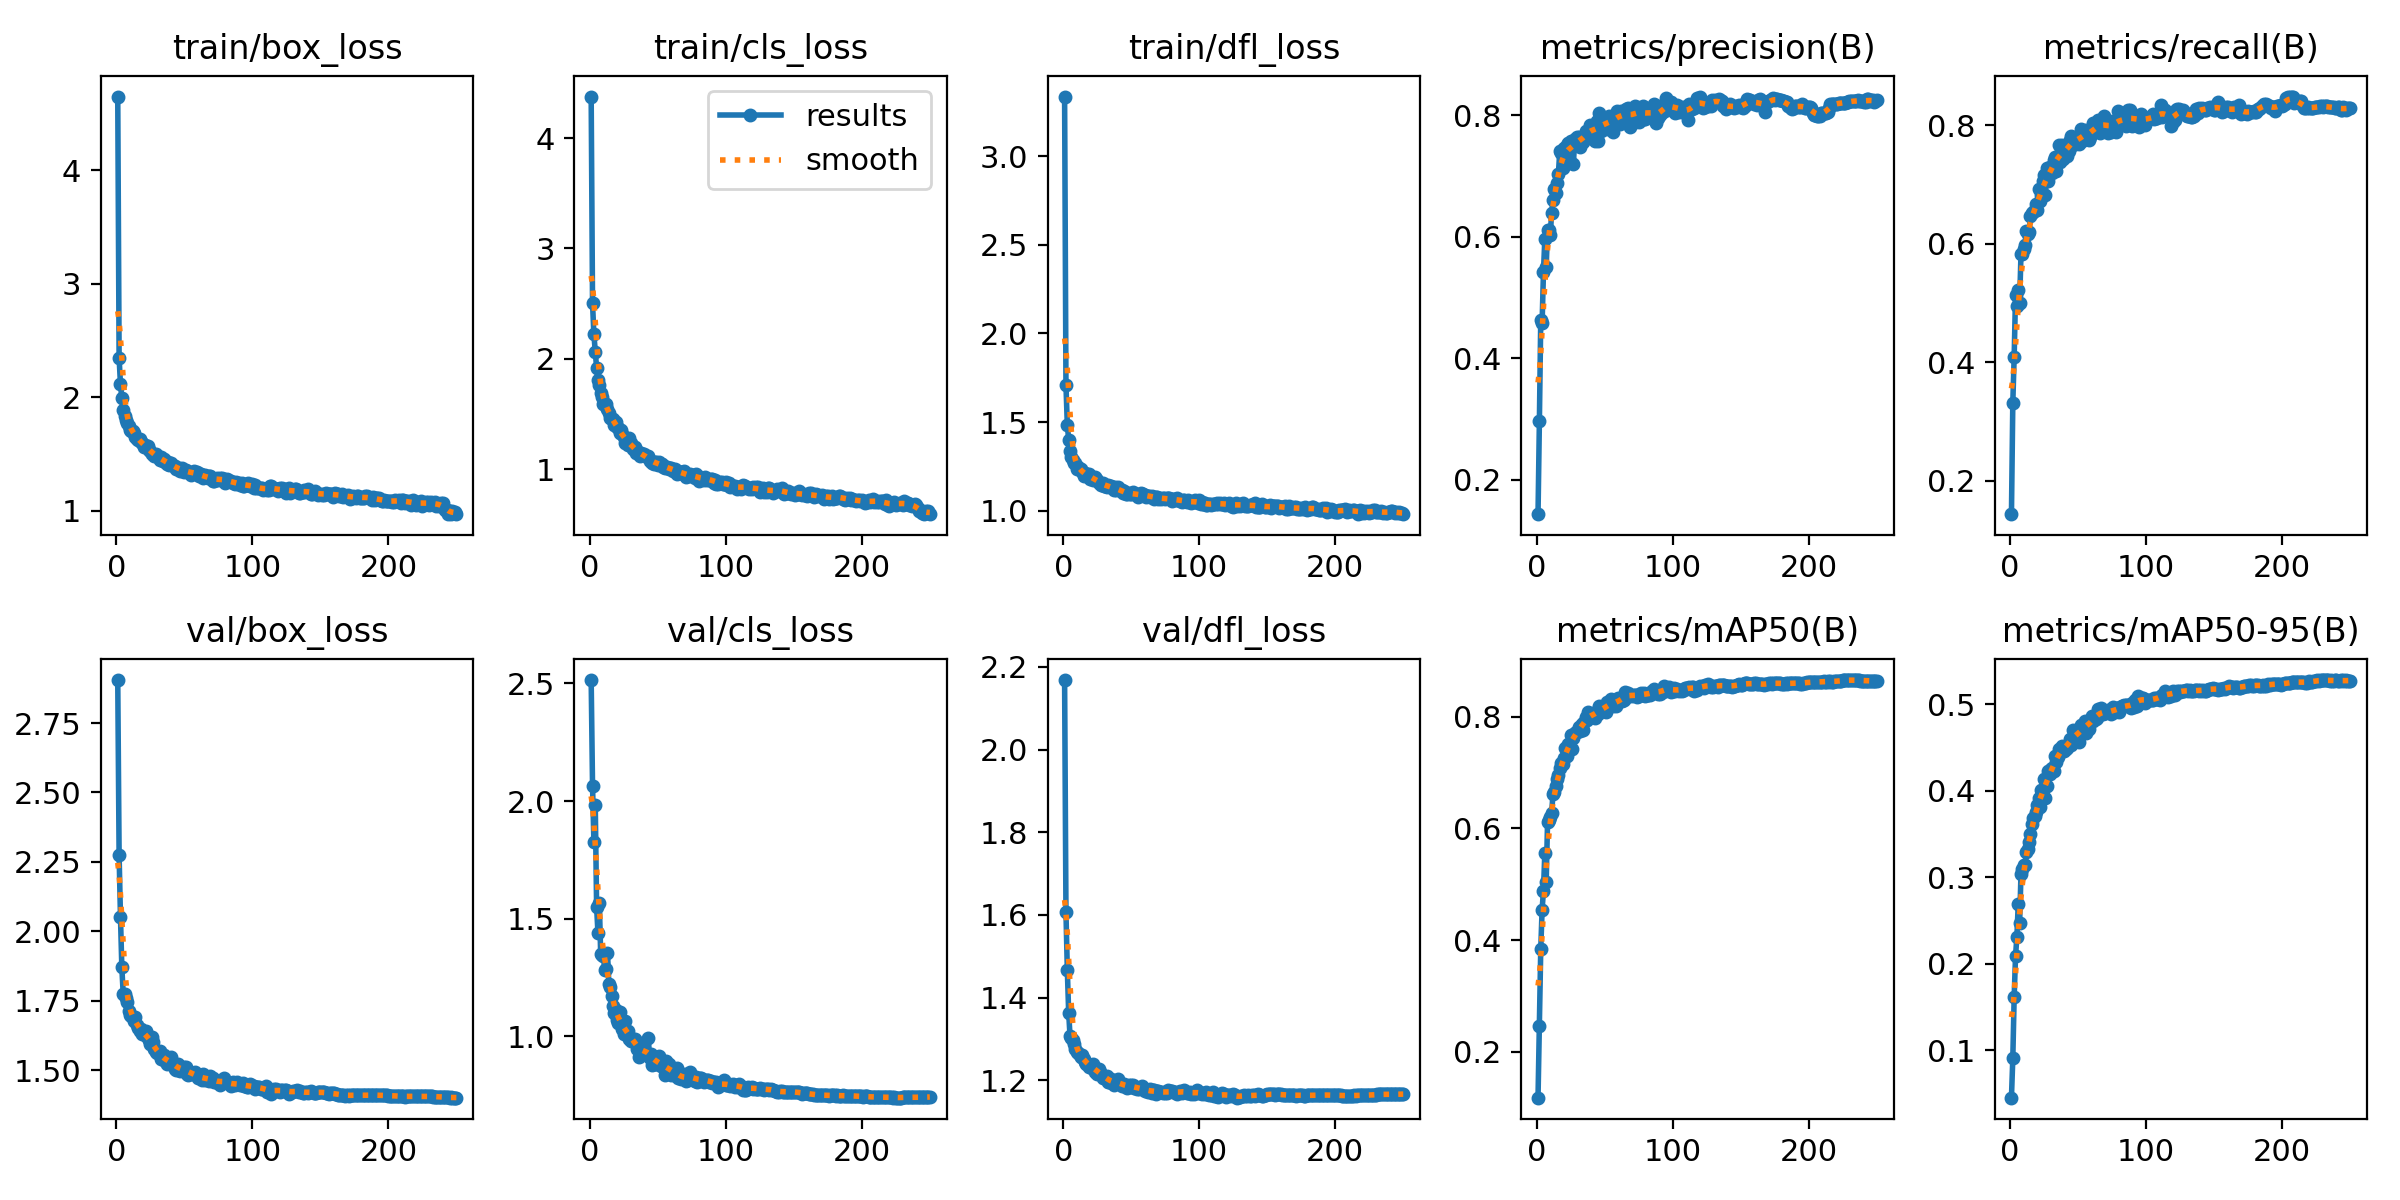 train/box_loss
4
3
2
1
0 100 200
train/cls_loss
results
smooth
4
3
2
1
0 100 200
train/dfl_loss
3.0
2.5
2.0
1.5
1.0
0 100 200
metrics/precision(B)
0.8
0.6
0.4
0.2
0 100 200
metrics/recall(B)
0.8
0.6
0.4
0.2
0 100 200
val/box_loss
2.75
2.50
2.25
2.00
1.75
1.50
0 100 200
val/cls_loss
2.5
2.0
1.5
1.0
0 100 200
val/dfl_loss
2.2
2.0
1.8
1.6
1.4
1.2
0 100 200
metrics/mAP50(B)
0.8
0.6
0.4
0.2
0 100 200
metrics/mAP50-95(B)
0.5
0.4
0.3
0.2
0.1
0 100 200